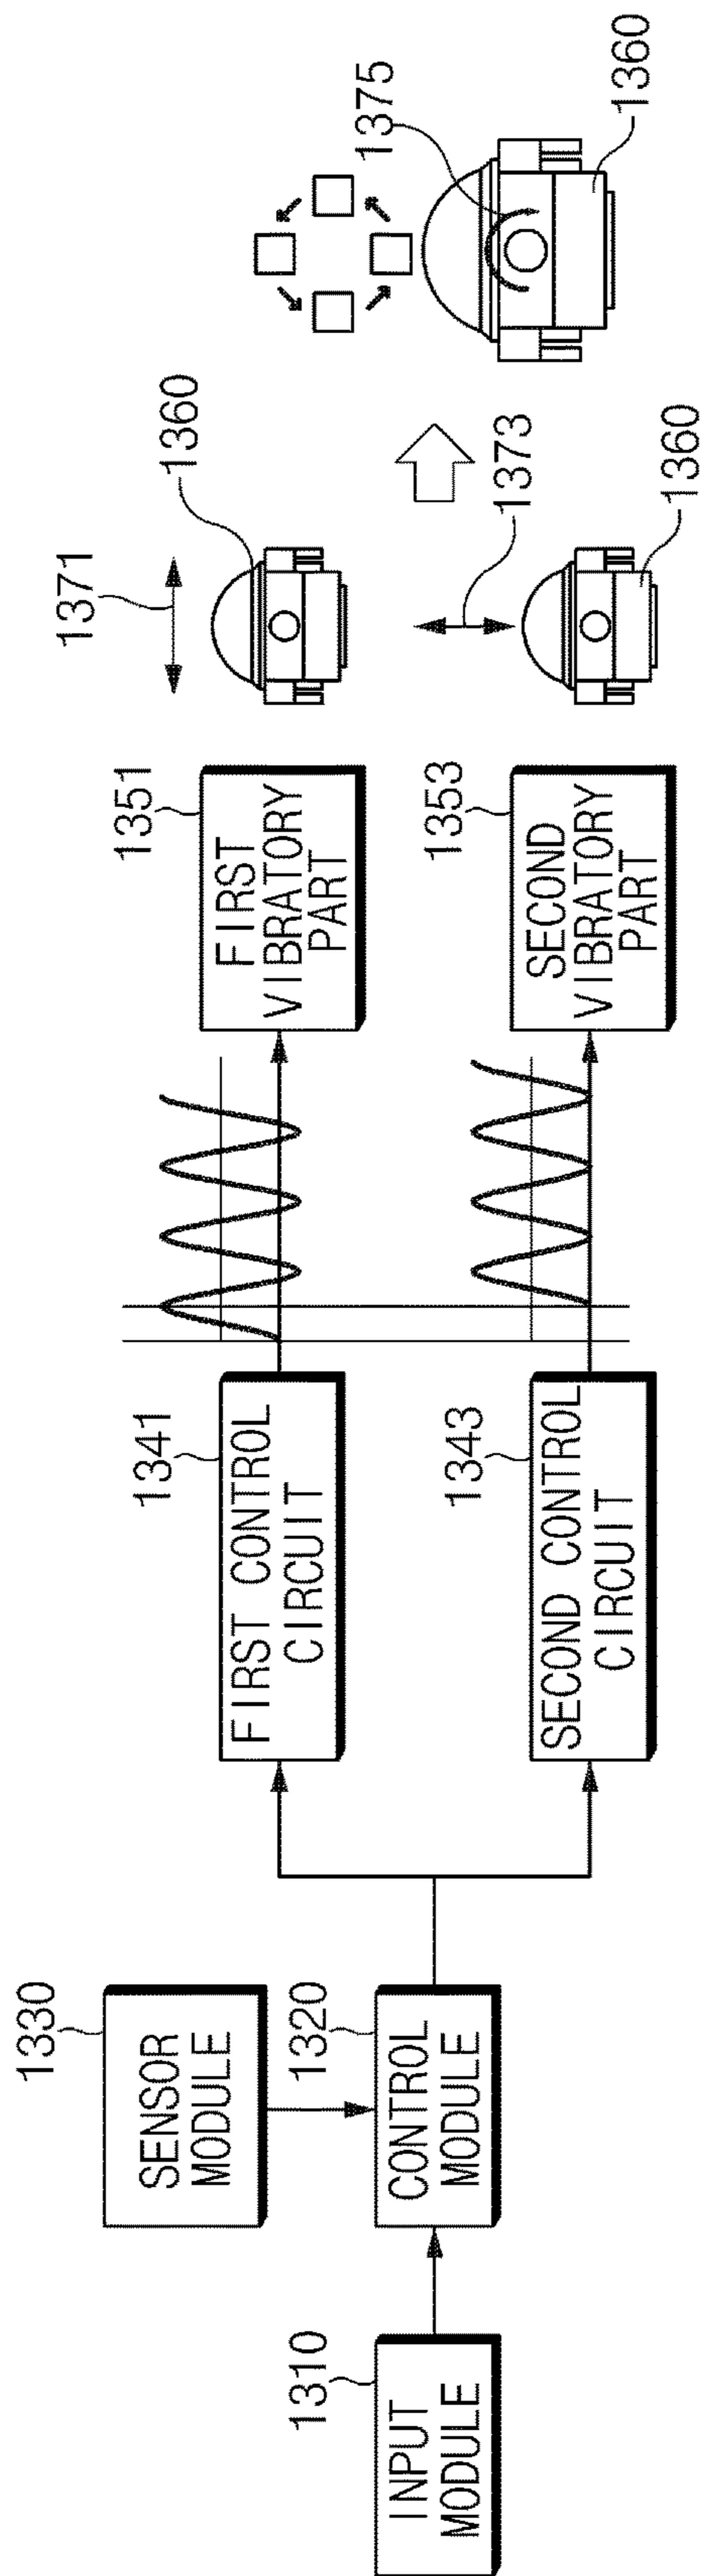 1310
INPUT
MODULE
1330
SENSOR
MODULE
1320
CONTROL
MODULE
1341
FIRST CONTROL
CIRCUIT
1343
SECOND CONTROL
CIRCUIT
1351
FIRST
VIBRATORY
PART
1353
SECOND
VIBRATORY
PART
1371
1360
1373
1360
1375
1360